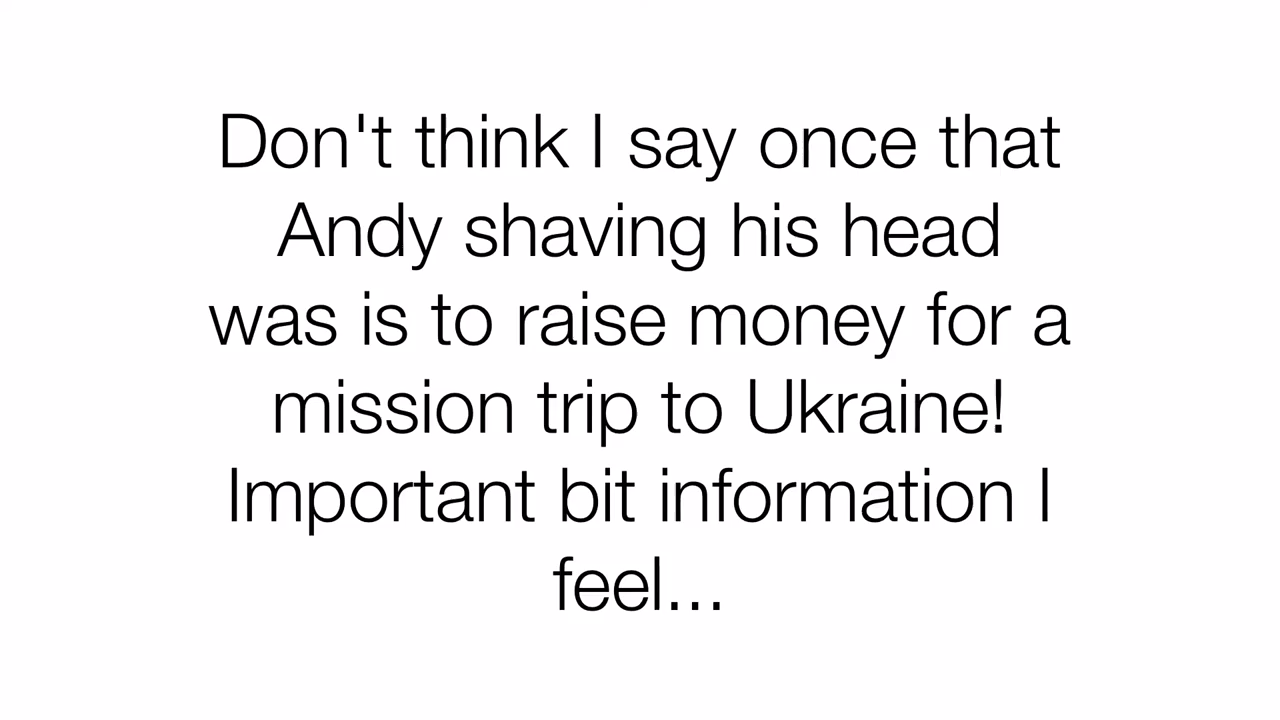 Don't think I say once that
Andy shaving his head
was is to raise money for a
mission trip to Ukraine!
Important bit information I
feel...